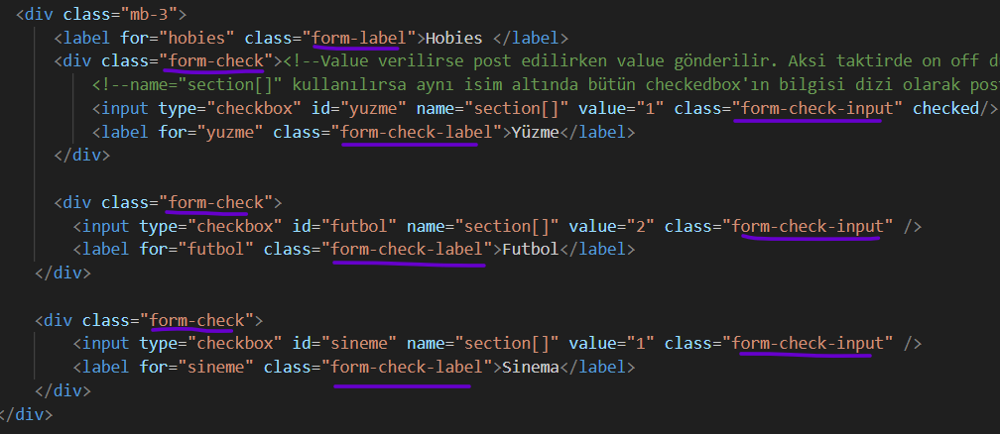 <div class="mb-3">
<label for="hobies" class="form-label">Hobies </label>
<div class="form-check"><!--Value verilirse post edilirken value gönderilir. Aksi taktirde on off d
<!--name="section[]" kullanılırsa aynı isim altında bütün checkedbox'ın bilgisi dizi olarak pos
<input type="checkbox" id="yuzme" name="section[]" value="1" class="form-check-input" checked/>
<label for="yuzme" class="form-check-label">Yüzme</label>
</div>
<div class="form-check">
<input type="checkbox" id="futbol" name="section[]" value="2" class="form-check-input" />
<label for="futbol" class="form-check-label">Futbol</label>
</div>
<div class="form-check">
<input type="checkbox" id="sineme" name="section[]" value="1" class="form-check-input" />
<label for="sineme" class="form-check-label">Sinema</label>
</div>
</div>